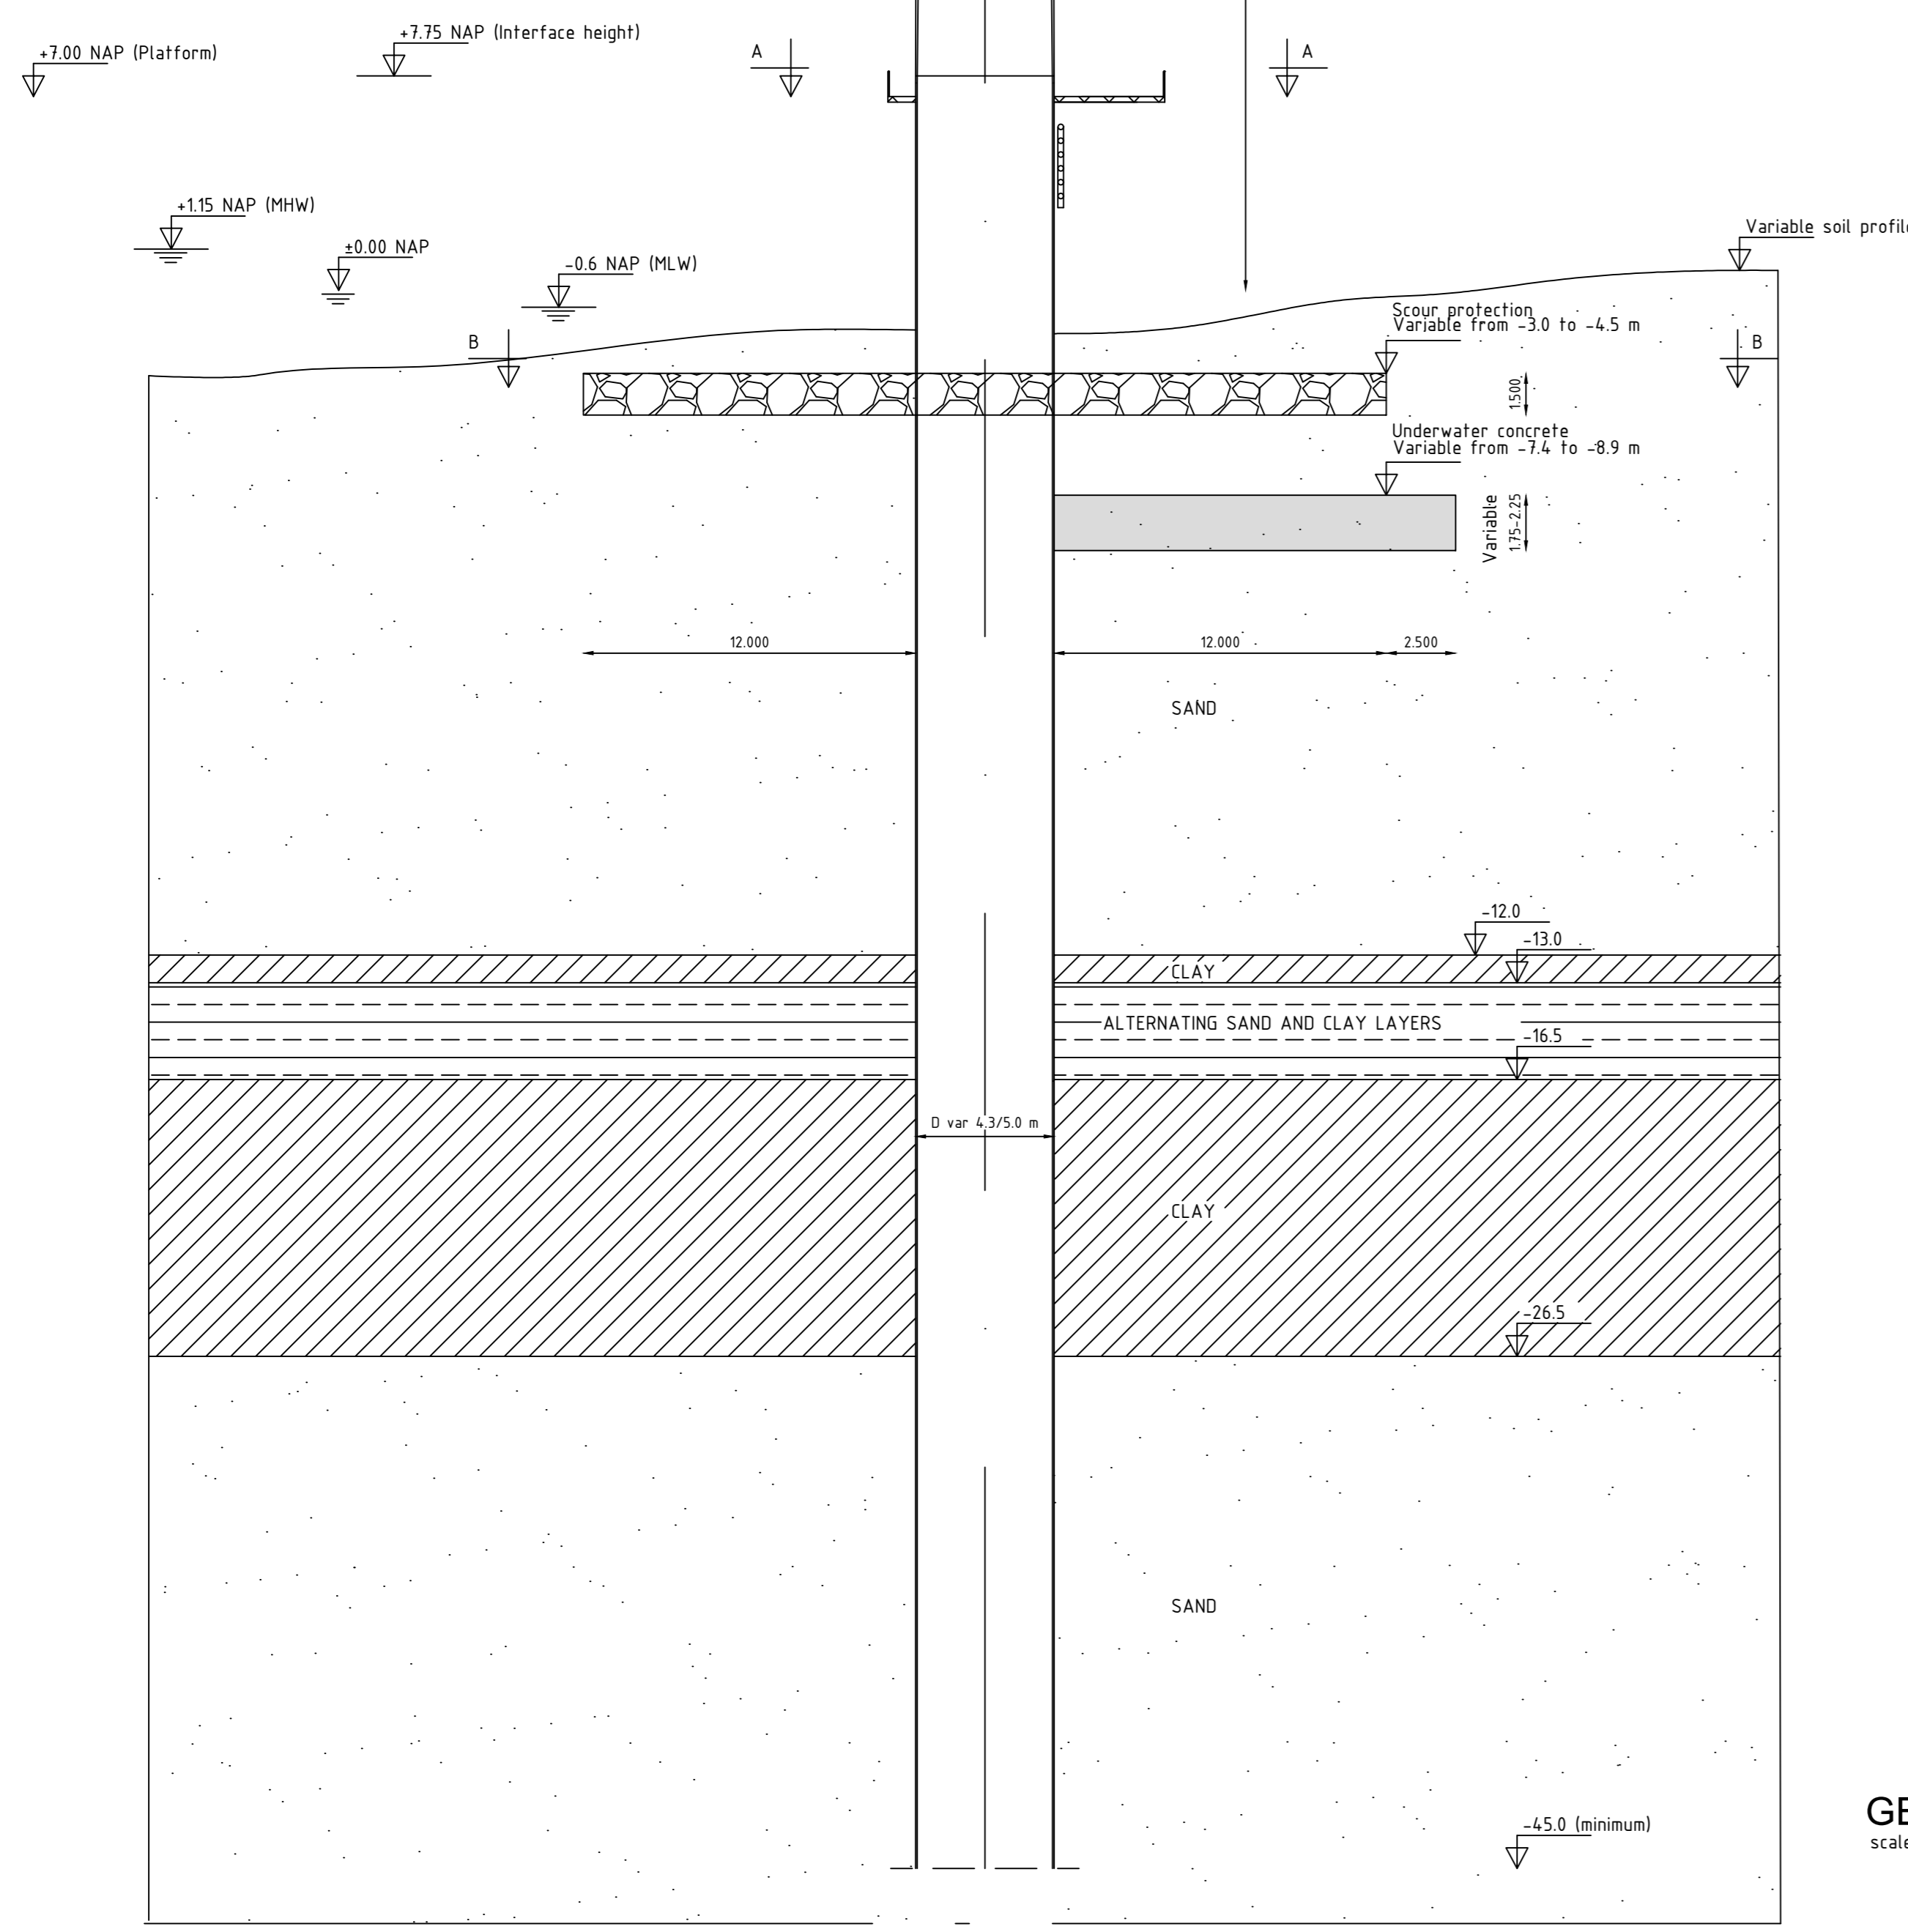 +7.75 NAP (Interface height)
+7.00 NAP (Platform)
A
A
+1.15 NAP (MHW)
±0.00 NAP
-0.6 NAP (MLW)
Variable soil profile
Scour protection
Variable from -3.0 to -4.5 m
B
B
1.500
Underwater concrete
Variable from -7.4 to -8.9 m
Variable
1.75-2.25
12.000
12.000
2.500
SAND
-12.0
-13.0
CLAY
ALTERNATING SAND AND CLAY LAYERS
-16.5
D var 4.3/5.0 m
CLAY
-26.5
SAND
-45.0 (minimum)
GE
scale